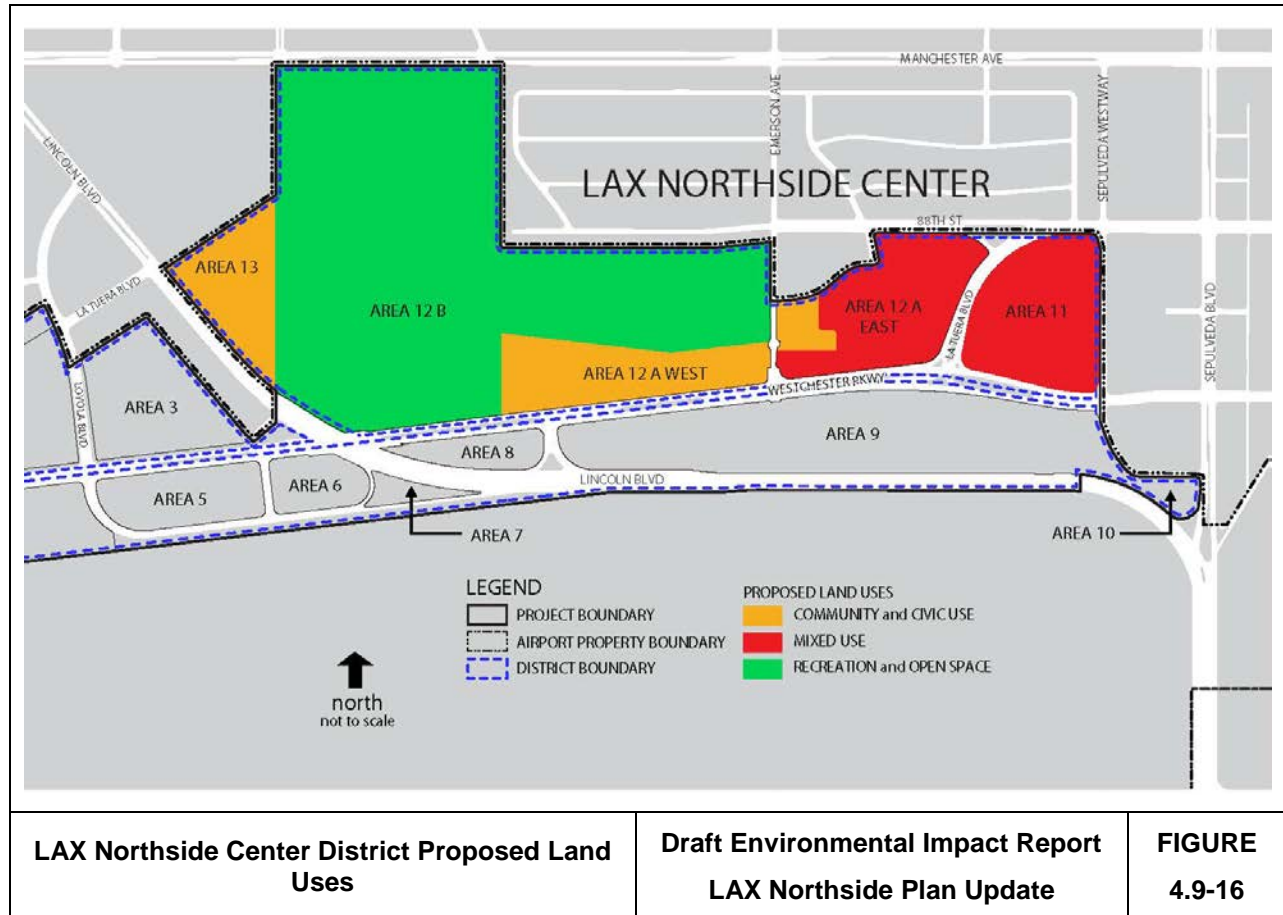 MANCHESTER AVE
LINCOLN BLVD
EMERSON AVE
SEPULVEDA WESTWAY
LAX NORTHSIDE CENTER
88TH ST
AREA 13
LA TIJERA BLVD
AREA 12 B
AREA 12 A
EAST
LA TIJERA BLVD
AREA 11
SEPULVEDA BLVD
AREA 12 A WEST
WESTCHESTER PKWY
LOYOLA BLVD
AREA 3
AREA 8
AREA 9
AREA 5
AREA 6
LINCOLN BLVD
AREA 7
AREA 10
LEGEND
PROJECT BOUNDARY
AIRPORT PROPERTY BOUNDARY
DISTRICT BOUNDARY
PROPOSED LAND USES
COMMUNITY and CIVIC USE
MIXED USE
RECREATION and OPEN SPACE
north
not to scale
LAX Northside Center District Proposed Land
Uses
Draft Environmental Impact Report
LAX Northside Plan Update
FIGURE
4.9-16